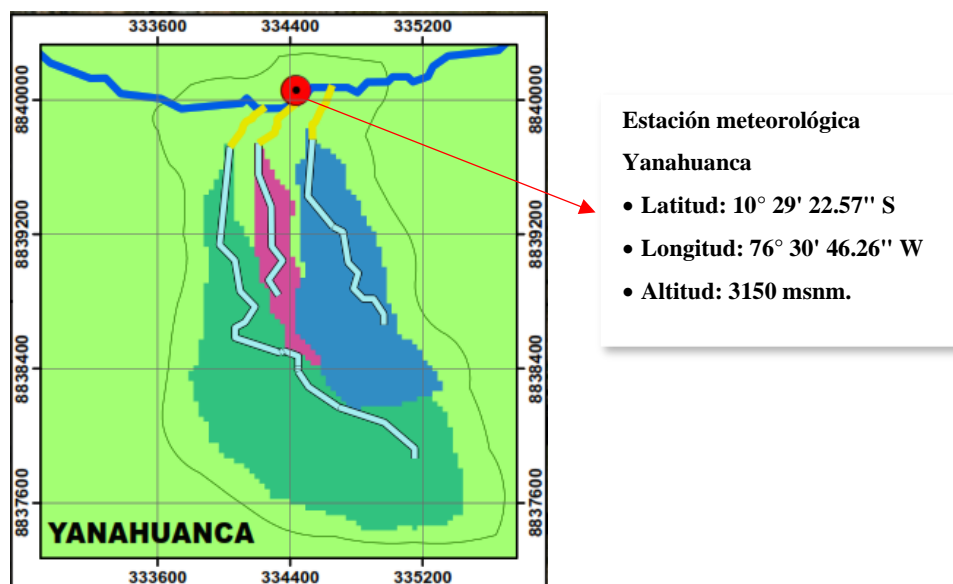 333600 334400 335200
8840000 8840000
8839200 8839200
8838400 8838400
8837600 8837600
YANAHUANCA
333600 334400 335200
Estación meteorológica
Yanahuanca
• Latitud: 10° 29' 22.57'' S
• Longitud: 76° 30' 46.26'' W
• Altitud: 3150 msnm.